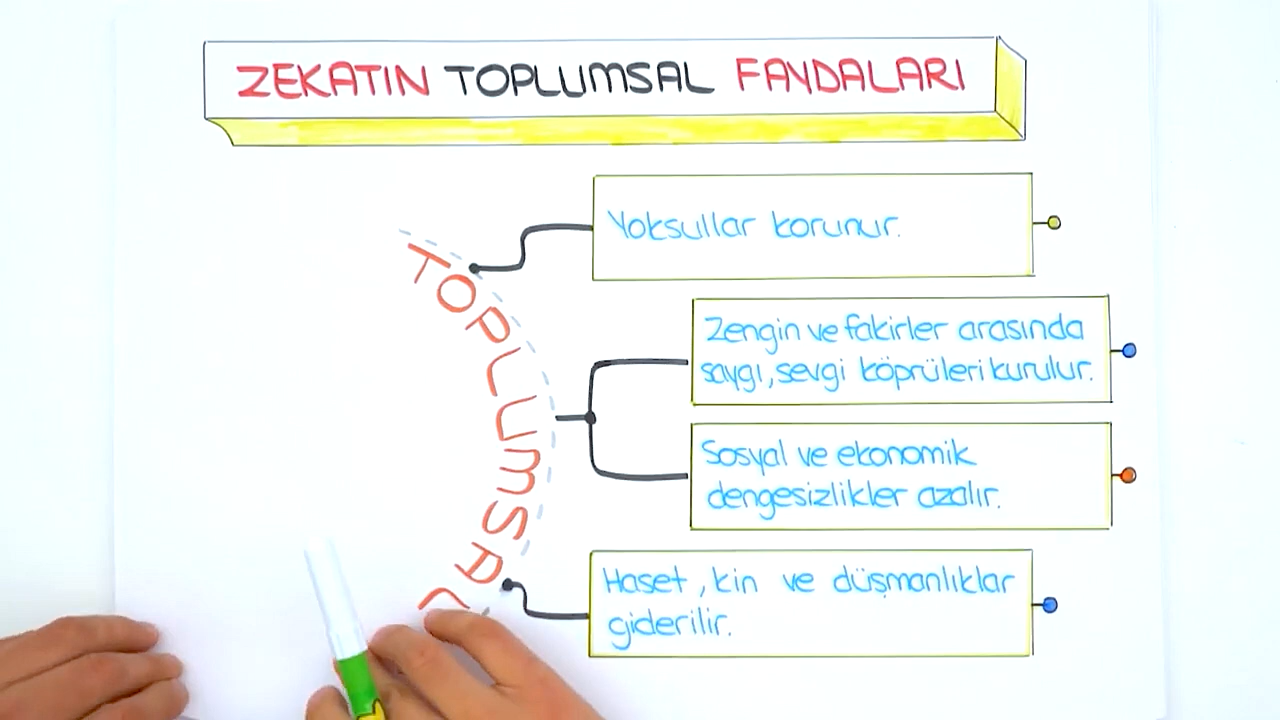 ZEKATIN TOPLUMSAL FAYDALARI
TOPLUMSAL
Yoksullar korunur.
Zengin ve fakirler arasında
saygı, sevgi köprüleri kurulur.
Sosyal ve ekonomik
dengesizlikler azalır.
Haset, kin ve düşmanlıklar
giderilir.